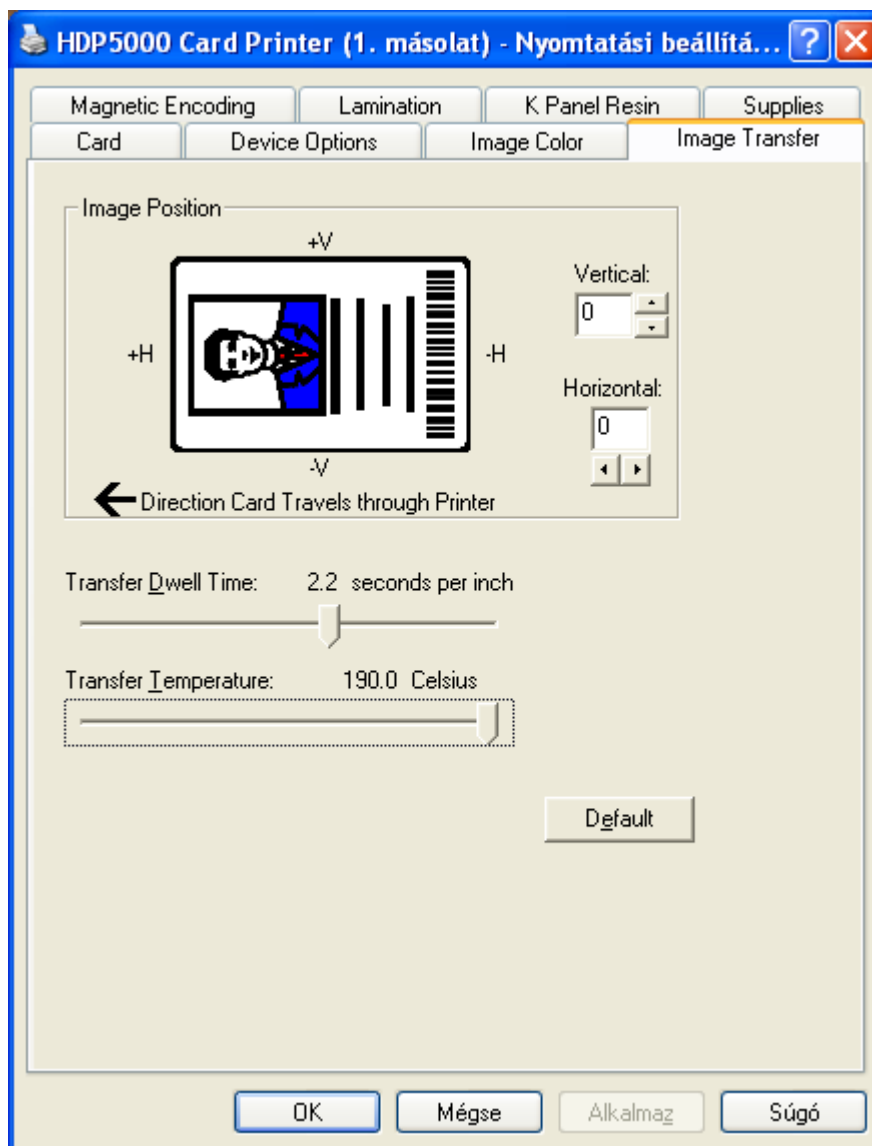 HDP5000 Card Printer (1. másolat) - Nyomtatási beállítá...
Magnetic Encoding Lamination K Panel Resin Supplies
Card Device Options Image Color Image Transfer
Image Position
+V
Vertical:
0
+H -H
Horizontal:
0
-V
Direction Card Travels through Printer
Transfer Dwell Time: 2.2 seconds per inch
Transfer Temperature: 190.0 Celsius
Default
OK Mégse Alkalmaz Súgó